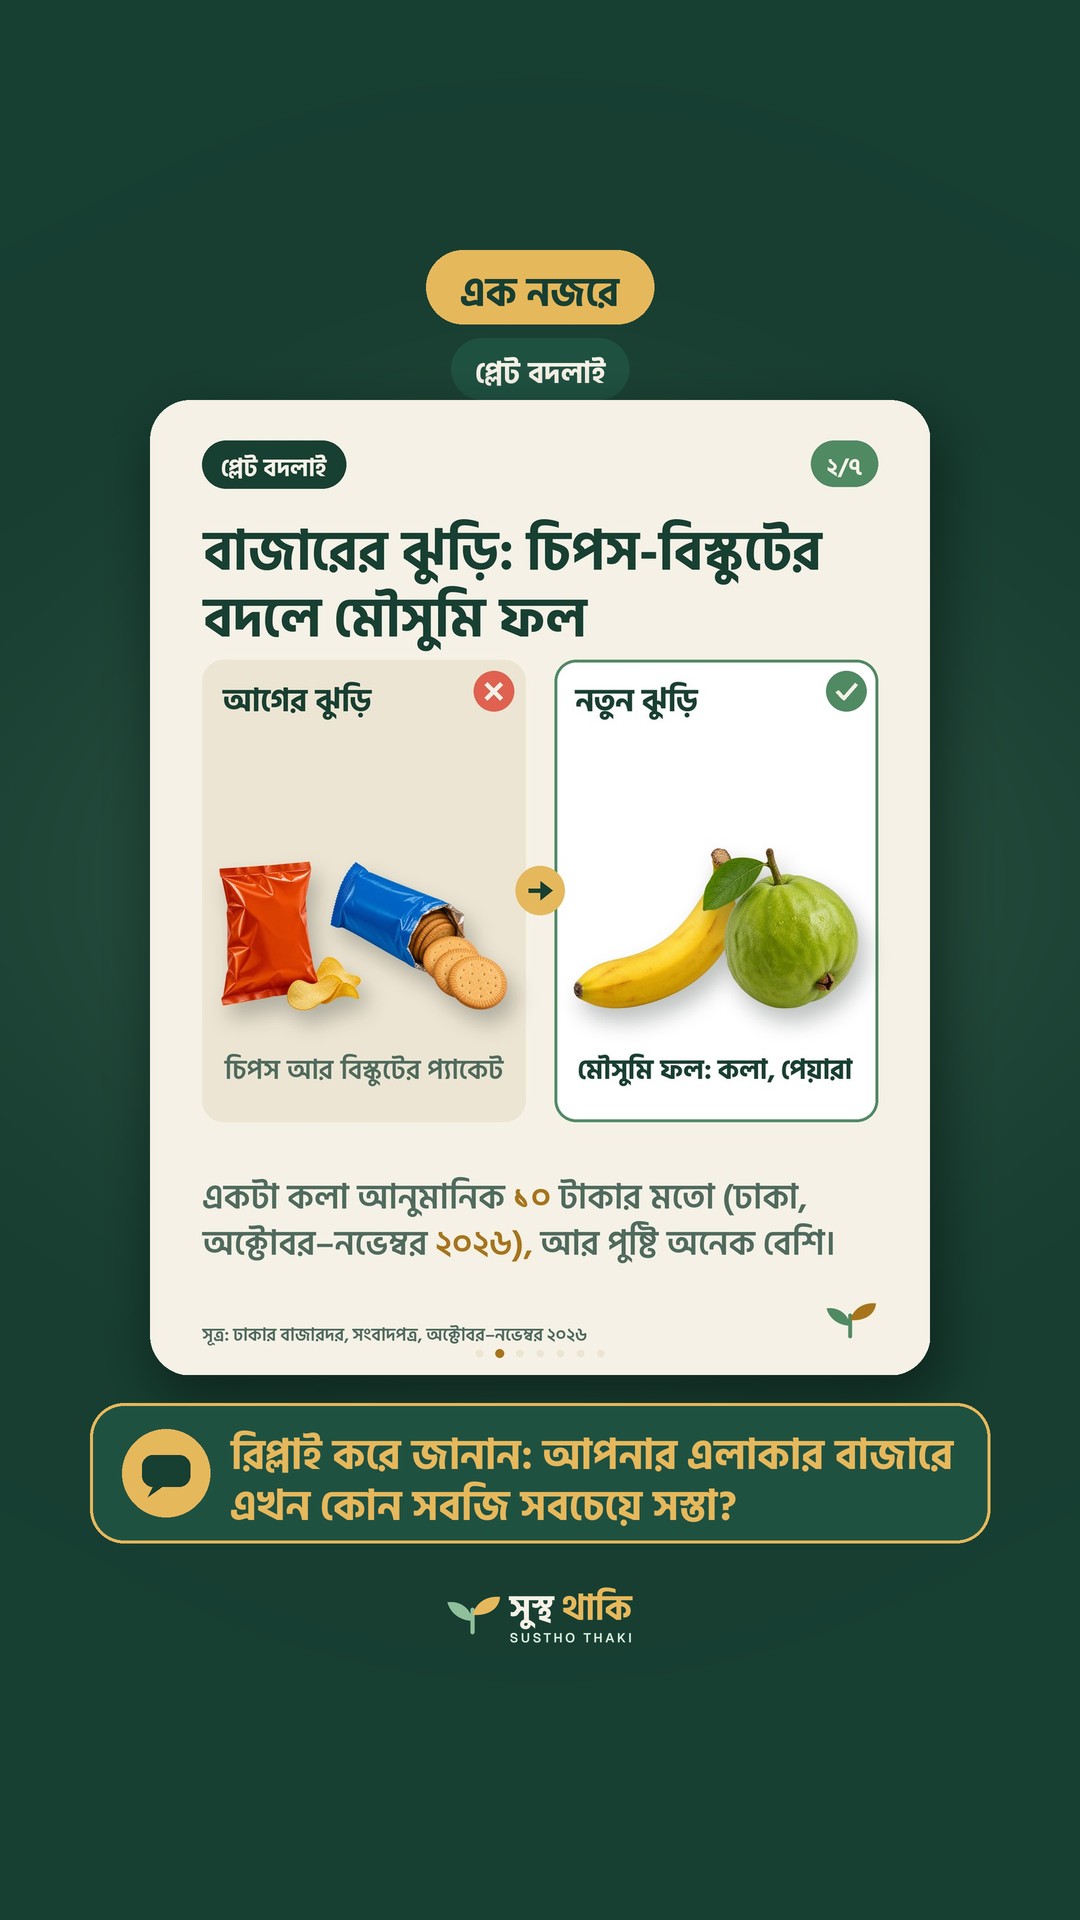 এক নজরে
প্লেট বদলাই
প্লেট বদলাই
২/৭
বাজারের ঝুড়ি: চিপস-বিস্কুটের
বদলে মৌসুমি ফল
আগের ঝুড়ি
নতুন ঝুড়ি
চিপস আর বিস্কুটের প্যাকেট
মৌসুমি ফল: কলা, পেয়ারা
একটা কলা আনুমানিক ১০ টাকার মতো (ঢাকা,
অক্টোবর–নভেম্বর ২০২৬), আর পুষ্টি অনেক বেশি।
সূত্র: ঢাকার বাজারদর, সংবাদপত্র, অক্টোবর–নভেম্বর ২০২৬
রিপ্লাই করে জানান: আপনার এলাকার বাজারে
এখন কোন সবজি সবচেয়ে সস্তা?
সুস্থ থাকি
SUSTHO THAKI